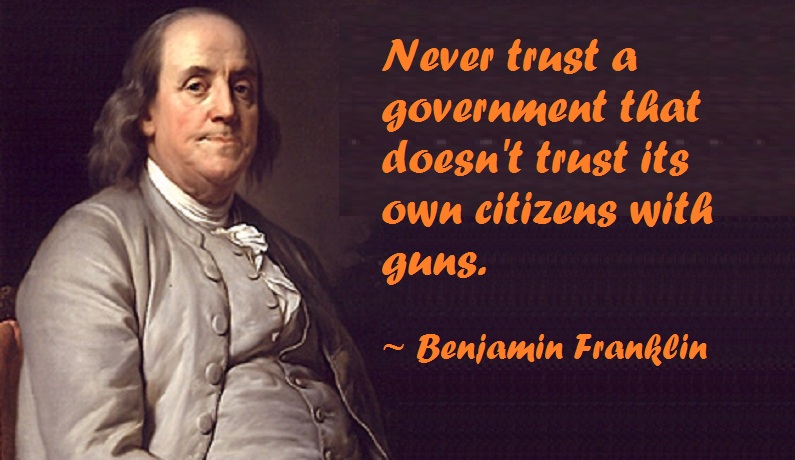 Never trust a
government that
doesn't trust its
own citizens with
guns.
~ Benjamin Franklin